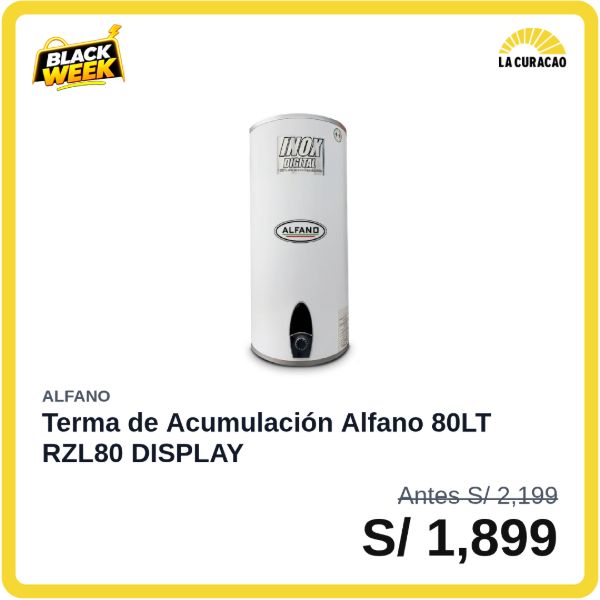 BLACK
WEEK
LA CURACAO
INOX
DIGITAL
ALFANO
ALFANO
Terma de Acumulación Alfano 80LT
RZL80 DISPLAY
Antes S/ 2,199
S/ 1,899